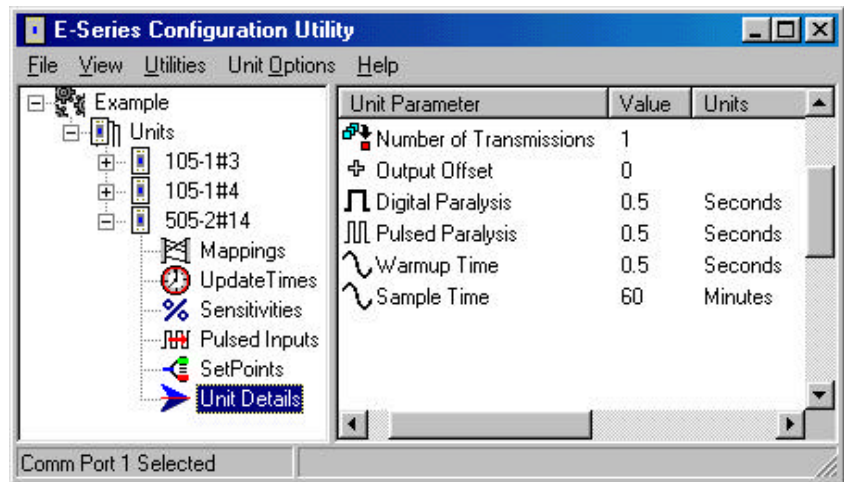 E-Series Configuration Utility
File View Utilities Unit Options Help
Example
Units
105-1#3
105-1#4
505-2#14
Mappings
UpdateTimes
Sensitivities
Pulsed Inputs
SetPoints
Unit Details
Unit Parameter Value Units
Number of Transmissions 1
Output Offset 0
Digital Paralysis 0.5 Seconds
Pulsed Paralysis 0.5 Seconds
Warmup Time 0.5 Seconds
Sample Time 60 Minutes
Comm Port 1 Selected